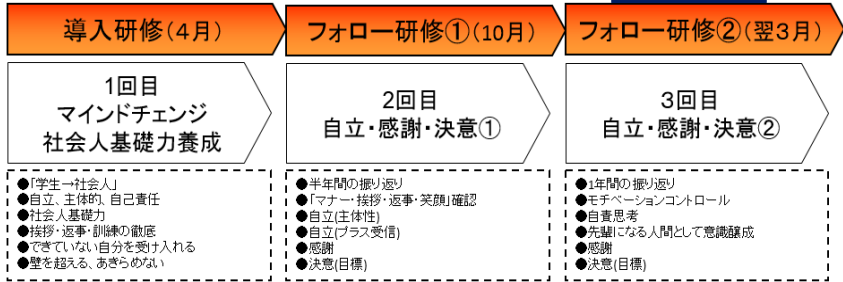 導入研修(4月)
フォロー研修①(10月)
フォロー研修②(翌3月)
1回目
マインドチェンジ
社会人基礎力養成
2回目
自立・感謝・決意①
3回目
自立・感謝・決意②
●「学生→社会人」
●自立、主体的、自己責任
●社会人基礎力
●挨拶・返事・訓練の徹底
●できていない自分を受け入れる
●壁を超える、あきらめない
●半年間の振り返り
●「マナー・挨拶・返事・笑顔」確認
●自立(主体性)
●自立(プラス受信)
●感謝
●決意(目標)
●1年間の振り返り
●モチベーションコントロール
●自責思考
●先輩になる人間として意識醸成
●感謝
●決意(目標)